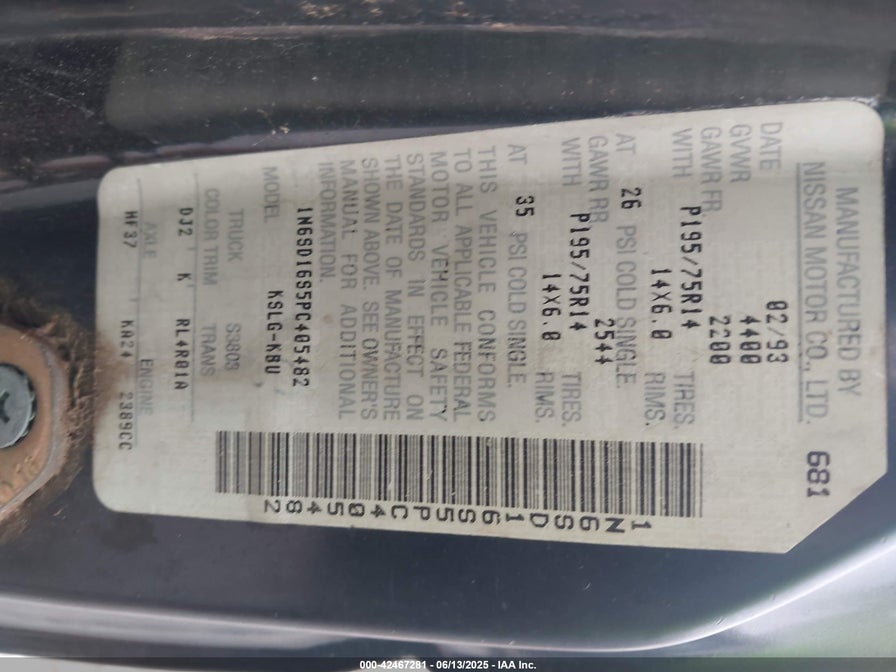 MANUFACTURED BY
NISSAN MOTOR CO., LTD. 681
DATE 02/93
GVWR 4400
GAWR FR. 2200
WITH P195/75R14 TIRES.
14X6.0 RIMS.
AT 26 PSI COLD SINGLE.
GAWR RR. 2544
WITH P195/75R14 TIRES.
14X6.0 RIMS.
AT 35 PSI COLD SINGLE.
THIS VEHICLE CONFORMS
TO ALL APPLICABLE FEDERAL
MOTOR VEHICLE SAFETY
STANDARDS IN EFFECT ON
THE DATE OF MANUFACTURE
SHOWN ABOVE. SEE OWNER'S
MANUAL FOR ADDITIONAL
INFORMATION.
1N6SD16S5PC405482
1N6SD16S5PC405482
MODEL KSLG-KBU
TRUCK S3803
COLOR TRIM TRANS
DJ2 K RL4R01A
AXLE ENGINE
HF37 KA24 2389CC
000-42467281 - 06/13/2025 - IAA Inc.